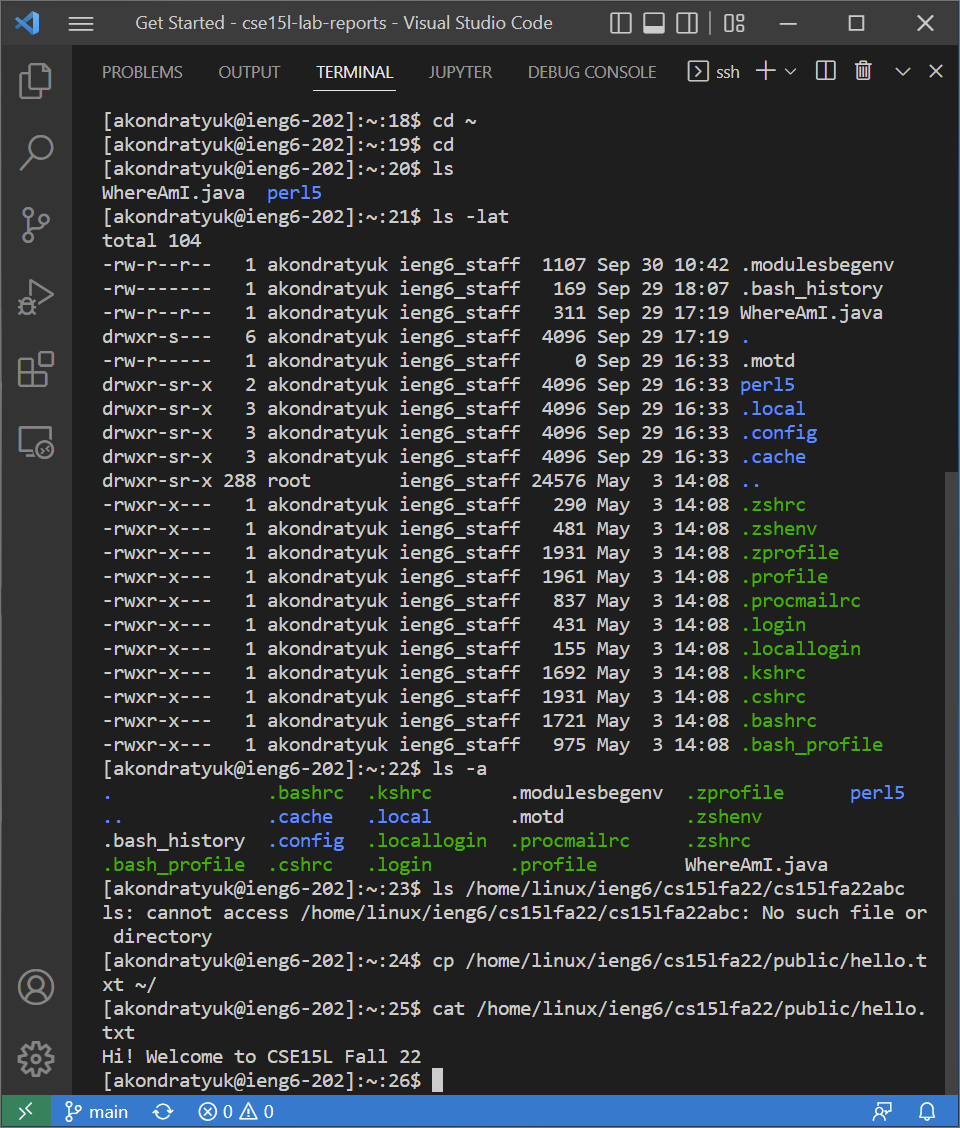 Get Started - cse15l-lab-reports - Visual Studio Code
PROBLEMS OUTPUT TERMINAL JUPYTER DEBUG CONSOLE ssh
[akondratyuk@ieng6-202]:~:18$ cd ~
[akondratyuk@ieng6-202]:~:19$ cd
[akondratyuk@ieng6-202]:~:20$ ls
WhereAmI.java  perl5
[akondratyuk@ieng6-202]:~:21$ ls -lat
total 104
-rw-r--r--   1 akondratyuk ieng6_staff  1107 Sep 30 10:42 .modulesbegenv
-rw-------   1 akondratyuk ieng6_staff   169 Sep 29 18:07 .bash_history
-rw-r--r--   1 akondratyuk ieng6_staff   311 Sep 29 17:19 WhereAmI.java
drwxr-s---   6 akondratyuk ieng6_staff  4096 Sep 29 17:19 .
-rw-r-----   1 akondratyuk ieng6_staff     0 Sep 29 16:33 .motd
drwxr-sr-x   2 akondratyuk ieng6_staff  4096 Sep 29 16:33 perl5
drwxr-sr-x   3 akondratyuk ieng6_staff  4096 Sep 29 16:33 .local
drwxr-sr-x   3 akondratyuk ieng6_staff  4096 Sep 29 16:33 .config
drwxr-sr-x   3 akondratyuk ieng6_staff  4096 Sep 29 16:33 .cache
drwxr-sr-x 288 root        ieng6_staff 24576 May  3 14:08 ..
-rwxr-x---   1 akondratyuk ieng6_staff   290 May  3 14:08 .zshrc
-rwxr-x---   1 akondratyuk ieng6_staff   481 May  3 14:08 .zshenv
-rwxr-x---   1 akondratyuk ieng6_staff  1931 May  3 14:08 .zprofile
-rwxr-x---   1 akondratyuk ieng6_staff  1961 May  3 14:08 .profile
-rwxr-x---   1 akondratyuk ieng6_staff   837 May  3 14:08 .procmailrc
-rwxr-x---   1 akondratyuk ieng6_staff   431 May  3 14:08 .login
-rwxr-x---   1 akondratyuk ieng6_staff   155 May  3 14:08 .locallogin
-rwxr-x---   1 akondratyuk ieng6_staff  1692 May  3 14:08 .kshrc
-rwxr-x---   1 akondratyuk ieng6_staff  1931 May  3 14:08 .cshrc
-rwxr-x---   1 akondratyuk ieng6_staff  1721 May  3 14:08 .bashrc
-rwxr-x---   1 akondratyuk ieng6_staff   975 May  3 14:08 .bash_profile
[akondratyuk@ieng6-202]:~:22$ ls -a
.              .bashrc  .kshrc       .modulesbegenv  .zprofile      perl5
..             .cache   .local       .motd           .zshenv
.bash_history  .config  .locallogin  .procmailrc     .zshrc
.bash_profile  .cshrc   .login       .profile        WhereAmI.java
[akondratyuk@ieng6-202]:~:23$ ls /home/linux/ieng6/cs15lfa22/cs15lfa22abc
ls: cannot access /home/linux/ieng6/cs15lfa22/cs15lfa22abc: No such file or
 directory
[akondratyuk@ieng6-202]:~:24$ cp /home/linux/ieng6/cs15lfa22/public/hello.t
xt ~/
[akondratyuk@ieng6-202]:~:25$ cat /home/linux/ieng6/cs15lfa22/public/hello.
txt
Hi! Welcome to CSE15L Fall 22
[akondratyuk@ieng6-202]:~:26$
main 0 0